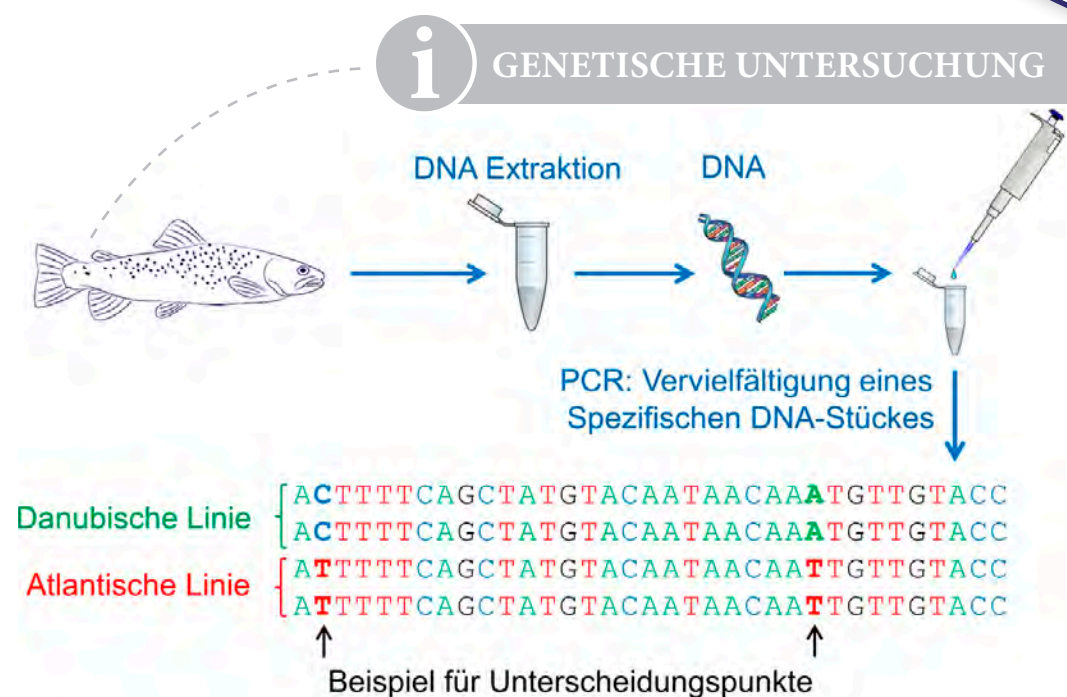 i GENETISCHE UNTERSUCHUNG
DNA Extraktion
DNA
PCR: Vervielfältigung eines
Spezifischen DNA-Stückes
Danubische Linie
ACTTTTCAGCTATGTACAATAACAAATGTTGTACC
ACTTTTCAGCTATGTACAATAACAAATGTTGTACC
Atlantische Linie
ATTTTTCAGCTATGTACAATAACAATTGTTGTACC
ATTTTTCAGCTATGTACAATAACAATTGTTGTACC
Beispiel für Unterscheidungspunkte